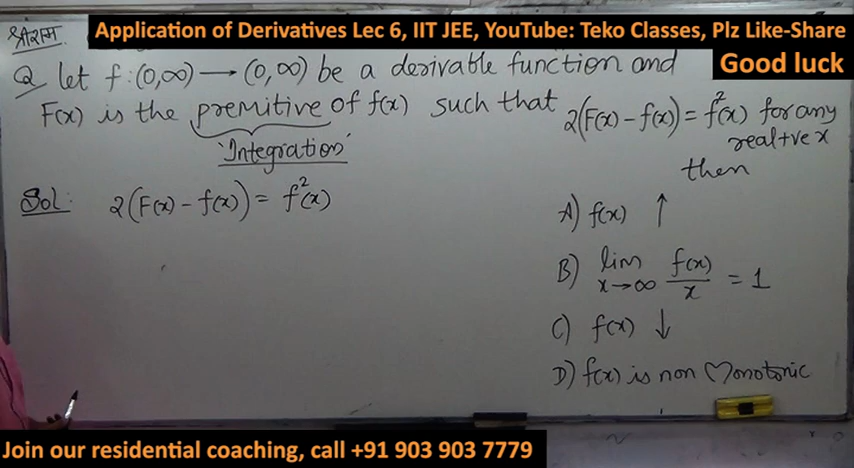 Application of Derivatives Lec 6, IIT JEE, YouTube: Teko Classes, Plz Like-Share
Good luck
श्रीराम
Q let f:(0,∞) → (0,∞) be a derivable function and
F(x) is the premitive of f(x) such that 2(F(x) - f(x)) = f²(x) for any
real +ve x
'Integration'
then
Sol: 2(F(x) - f(x)) = f²(x)
A) f(x) ↑
B) lim x→∞ f(x)/x = 1
C) f(x) ↓
D) f(x) is non Monotonic
Join our residential coaching, call +91 903 903 7779